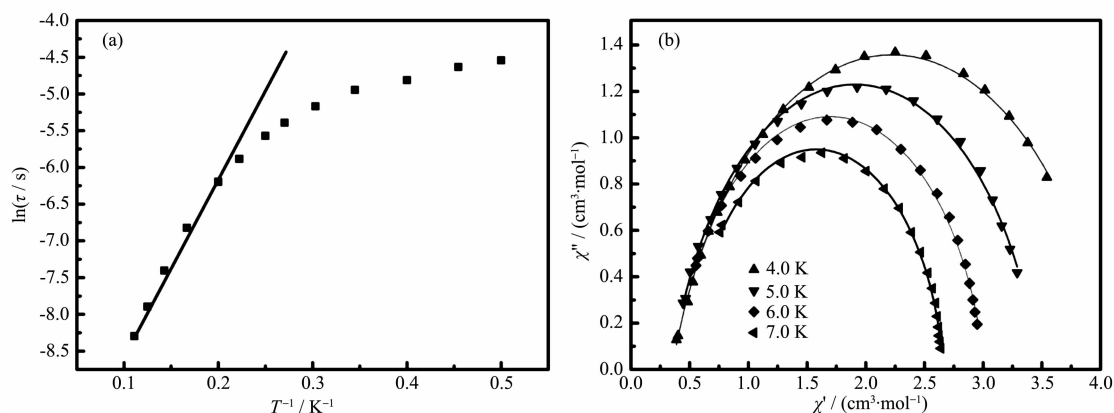 (a)
-4.0
-4.5
-5.0
-5.5
-6.0
-6.5
-7.0
-7.5
-8.0
-8.5
ln(τ / s)
0.1 0.2 0.3 0.4 0.5
T⁻¹ / K⁻¹
(b)
1.4
1.2
1.0
0.8
0.6
0.4
0.2
0.0
χ″ / (cm³·mol⁻¹)
4.0 K
5.0 K
6.0 K
7.0 K
0.0 0.5 1.0 1.5 2.0 2.5 3.0 3.5 4.0
χ′ / (cm³·mol⁻¹)